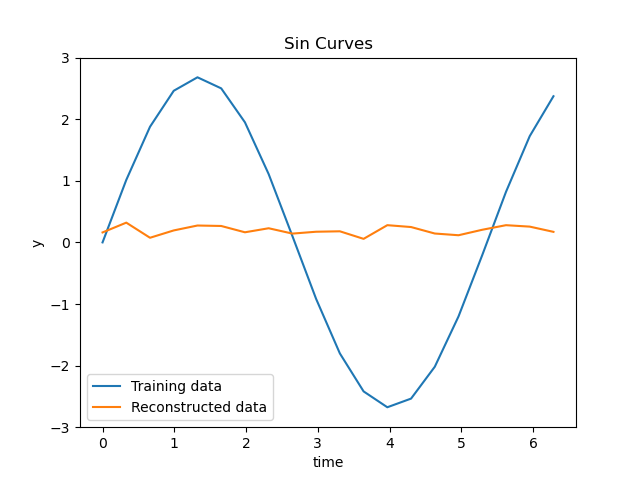 Sin Curves
3
2
1
0
−1
−2
−3
y
Training data
Reconstructed data
0 1 2 3 4 5 6
time